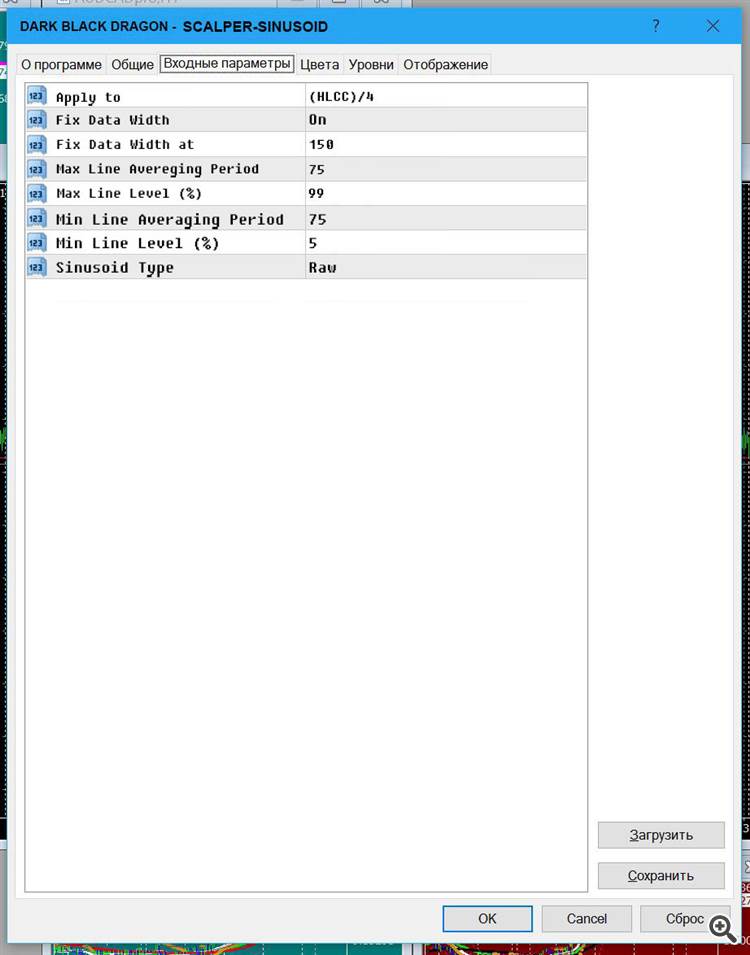 DARK BLACK DRAGON - SCALPER-SINUSOID ?
О программе Общие Входные параметры Цвета Уровни Отображение
Apply to (HLCC)/4
Fix Data Width On
Fix Data Width at 150
Max Line Avereging Period 75
Max Line Level (%) 99
Min Line Averaging Period 75
Min Line Level (%) 5
Sinusoid Type Raw
Загрузить
Сохранить
OK Cancel Сброс